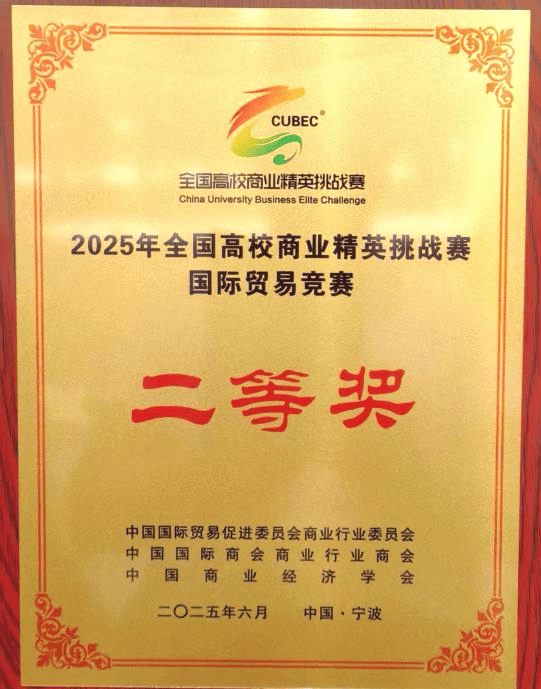 CUBEC®
全国高校商业精英挑战赛
China University Business Elite Challenge
2025年全国高校商业精英挑战赛
国际贸易竞赛
二等奖
中国国际贸易促进委员会商业行业委员会
中国国际商会商业行业商会
中国商业经济学会
二〇二五年六月 中国·宁波